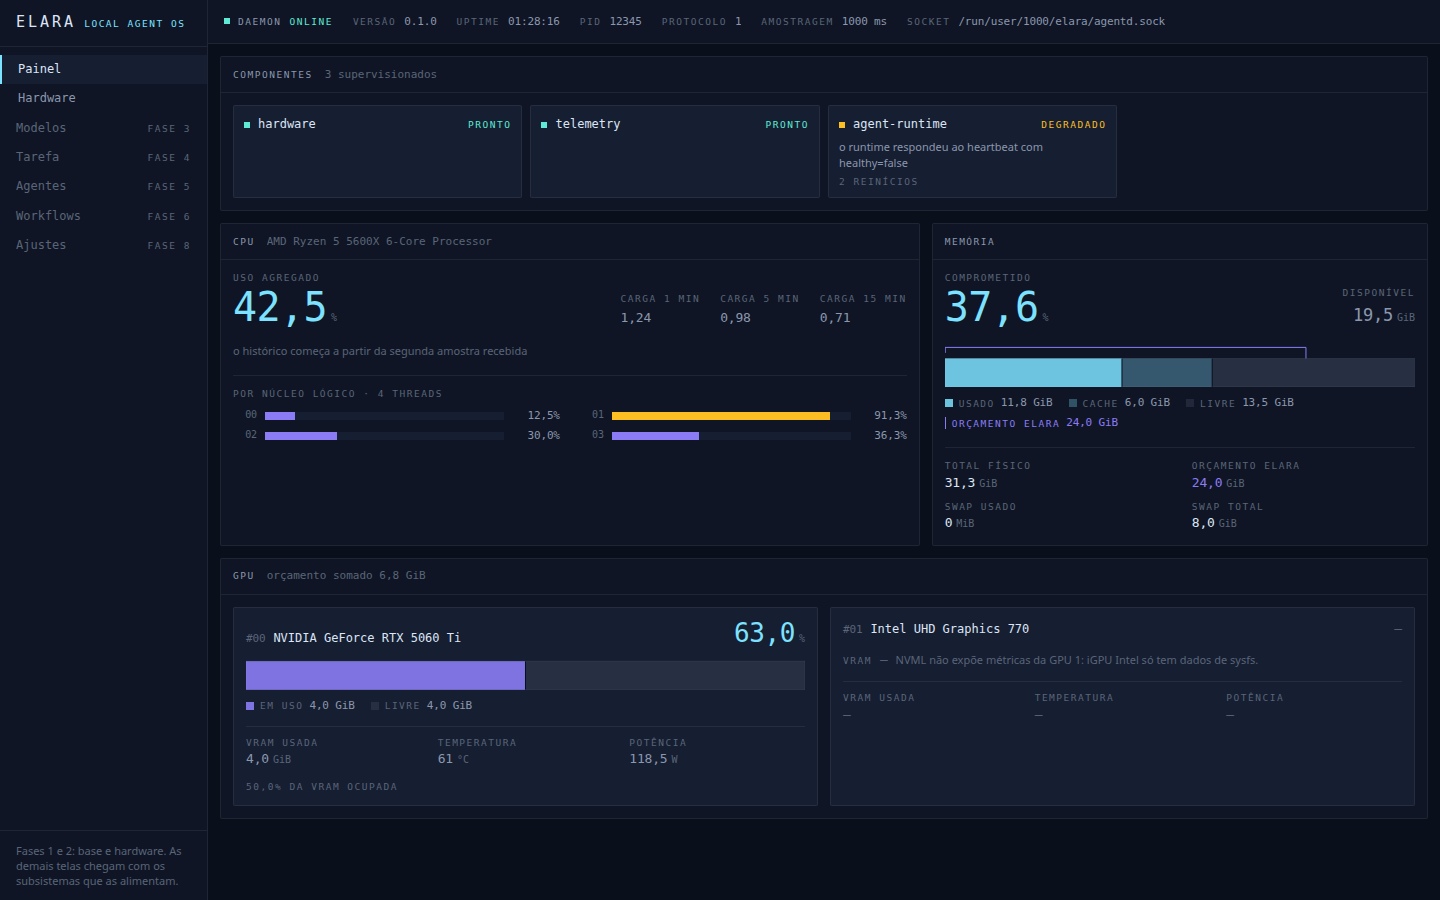 ELARA LOCAL AGENT OS
DAEMON ONLINE VERSÃO 0.1.0 UPTIME 01:28:16 PID 12345 PROTOCOLO 1 AMOSTRAGEM 1000 ms SOCKET /run/user/1000/elara/agentd.sock
Painel
Hardware
Modelos FASE 3
Tarefa FASE 4
Agentes FASE 5
Workflows FASE 6
Ajustes FASE 8
Fases 1 e 2: base e hardware. As
demais telas chegam com os
subsistemas que as alimentam.
COMPONENTES 3 supervisionados
hardware PRONTO
telemetry PRONTO
agent-runtime DEGRADADO
o runtime respondeu ao heartbeat com
healthy=false
2 REINÍCIOS
CPU AMD Ryzen 5 5600X 6-Core Processor
USO AGREGADO
42,5 %
CARGA 1 MIN CARGA 5 MIN CARGA 15 MIN
1,24 0,98 0,71
o histórico começa a partir da segunda amostra recebida
POR NÚCLEO LÓGICO · 4 THREADS
00 12,5% 01 91,3%
02 30,0% 03 36,3%
MEMÓRIA
COMPROMETIDO
37,6 %
DISPONÍVEL
19,5 GiB
USADO 11,8 GiB CACHE 6,0 GiB LIVRE 13,5 GiB
ORÇAMENTO ELARA 24,0 GiB
TOTAL FÍSICO ORÇAMENTO ELARA
31,3 GiB 24,0 GiB
SWAP USADO SWAP TOTAL
0 MiB 8,0 GiB
GPU orçamento somado 6,8 GiB
#00 NVIDIA GeForce RTX 5060 Ti 63,0 %
EM USO 4,0 GiB LIVRE 4,0 GiB
VRAM USADA TEMPERATURA POTÊNCIA
4,0 GiB 61 °C 118,5 W
50,0% DA VRAM OCUPADA
#01 Intel UHD Graphics 770 —
VRAM — NVML não expõe métricas da GPU 1: iGPU Intel só tem dados de sysfs.
VRAM USADA TEMPERATURA POTÊNCIA
— — —